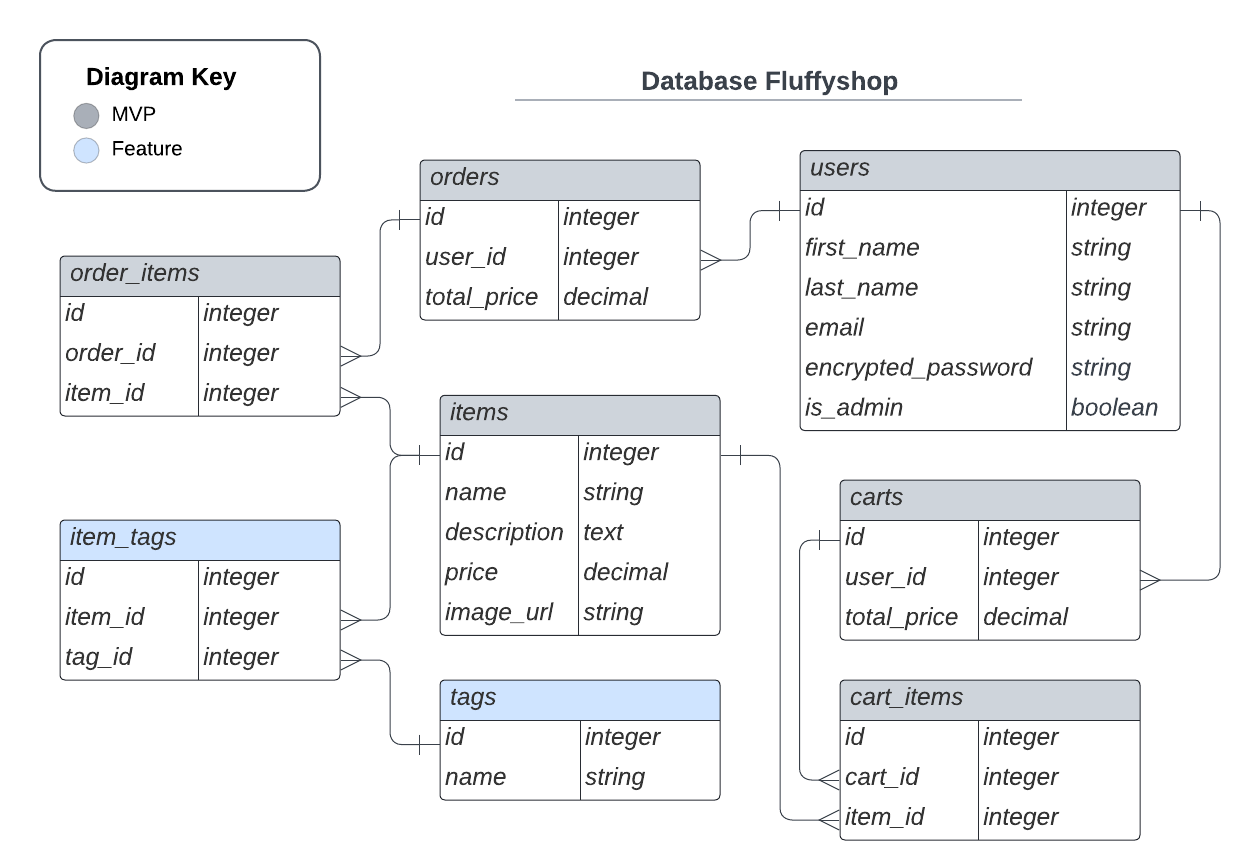 Diagram Key
MVP
Feature
Database Fluffyshop
orders
id integer
user_id integer
total_price decimal
users
id integer
first_name string
last_name string
email string
encrypted_password string
is_admin boolean
order_items
id integer
order_id integer
item_id integer
items
id integer
name string
description text
price decimal
image_url string
carts
id integer
user_id integer
total_price decimal
item_tags
id integer
item_id integer
tag_id integer
tags
id integer
name string
cart_items
id integer
cart_id integer
item_id integer